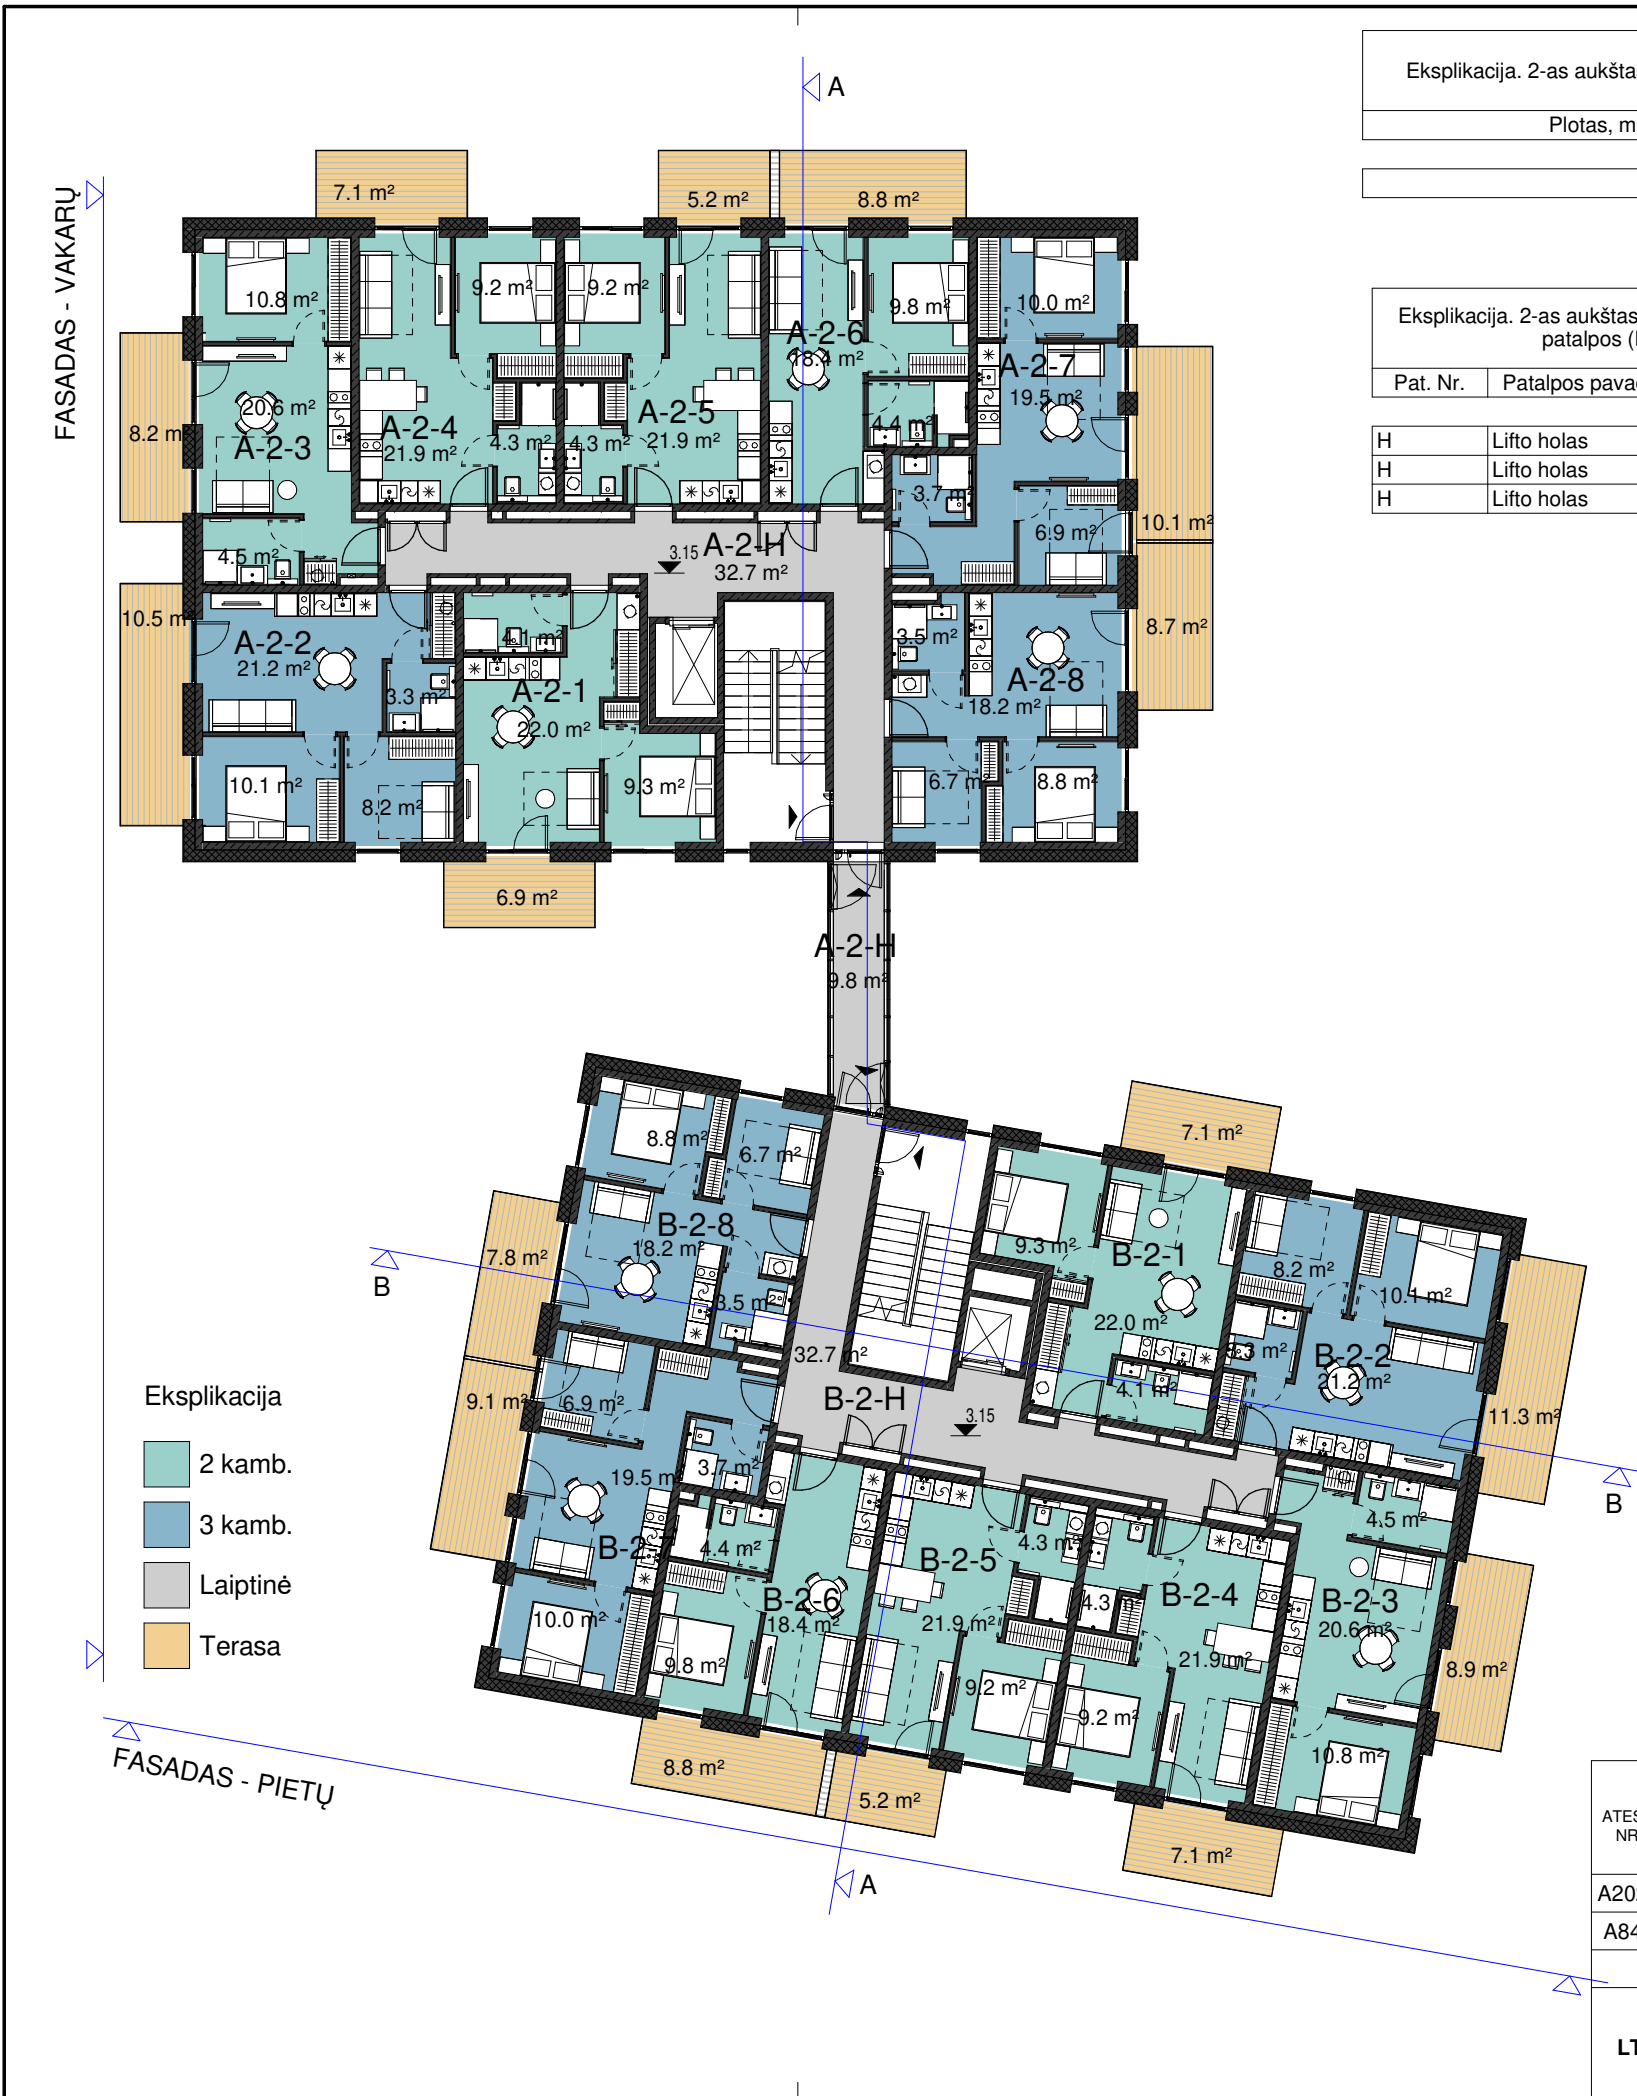 A
Eksplikacija. 2-as aukšta
Plotas, m
FASADAS - VAKARŲ
7.1 m²
5.2 m²
8.8 m²
10.8 m²
9.2 m²
9.2 m²
9.8 m²
10.0 m²
Eksplikacija. 2-as aukštas
patalpos (
Pat. Nr.
H
Lifto holas
H
Lifto holas
H
Lifto holas
A-2-6
18.4 m²
A-2-7
19.5 m²
20.6 m²
A-2-3
8.2 m²
A-2-4
21.9 m²
A-2-5
21.9 m²
4.3 m²
4.3 m²
4.4 m²
3.7 m²
6.9 m²
10.1 m²
4.5 m²
3.15
A-2-H
32.7 m²
10.5 m²
A-2-2
21.2 m²
4.1 m²
3.5 m²
8.7 m²
3.3 m²
A-2-1
22.0 m²
A-2-8
18.2 m²
10.1 m²
8.2 m²
9.3 m²
6.7 m²
8.8 m²
6.9 m²
A-2-H
9.8 m²
8.8 m²
6.7 m²
7.1 m²
B-2-8
18.2 m²
7.8 m²
B
9.3 m²
B-2-1
8.2 m²
10.1 m²
3.5 m²
22.0 m²
32.7 m²
3.3 m²
B-2-2
21.2 m²
4.1 m²
B-2-H
3.15
9.1 m²
6.9 m²
11.3 m²
B
19.5 m²
3.7 m²
4.5 m²
B-2-7
4.4 m²
B-2-5
4.3 m²
B-2-6
18.4 m²
10.0 m²
21.9 m²
4.3 m²
B-2-4
B-2-3
20.6 m²
21.9 m²
9.8 m²
9.2 m²
9.2 m²
8.9 m²
10.8 m²
8.8 m²
5.2 m²
7.1 m²
A
Eksplikacija
2 kamb.
3 kamb.
Laiptinė
Terasa
FASADAS - PIETŲ
NR
A84
LT